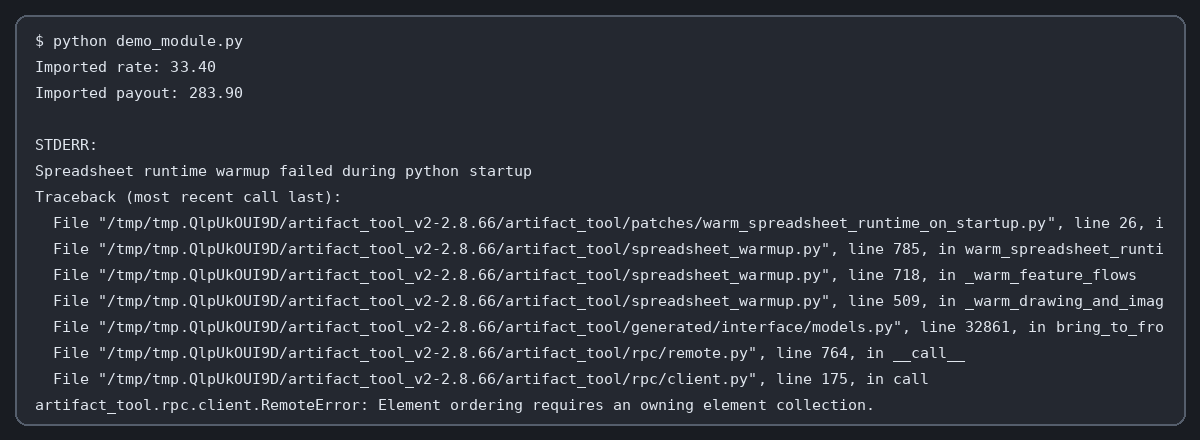 $ python demo_module.py
Imported rate: 33.40
Imported payout: 283.90

STDERR:
Spreadsheet runtime warmup failed during python startup
Traceback (most recent call last):
  File "/tmp/tmp.QlpUkOUI9D/artifact_tool_v2-2.8.66/artifact_tool/patches/warm_spreadsheet_runtime_on_startup.py", line 26, i
  File "/tmp/tmp.QlpUkOUI9D/artifact_tool_v2-2.8.66/artifact_tool/spreadsheet_warmup.py", line 785, in warm_spreadsheet_runti
  File "/tmp/tmp.QlpUkOUI9D/artifact_tool_v2-2.8.66/artifact_tool/spreadsheet_warmup.py", line 718, in _warm_feature_flows
  File "/tmp/tmp.QlpUkOUI9D/artifact_tool_v2-2.8.66/artifact_tool/spreadsheet_warmup.py", line 509, in _warm_drawing_and_imag
  File "/tmp/tmp.QlpUkOUI9D/artifact_tool_v2-2.8.66/artifact_tool/generated/interface/models.py", line 32861, in bring_to_fro
  File "/tmp/tmp.QlpUkOUI9D/artifact_tool_v2-2.8.66/artifact_tool/rpc/remote.py", line 764, in __call__
  File "/tmp/tmp.QlpUkOUI9D/artifact_tool_v2-2.8.66/artifact_tool/rpc/client.py", line 175, in call
artifact_tool.rpc.client.RemoteError: Element ordering requires an owning element collection.